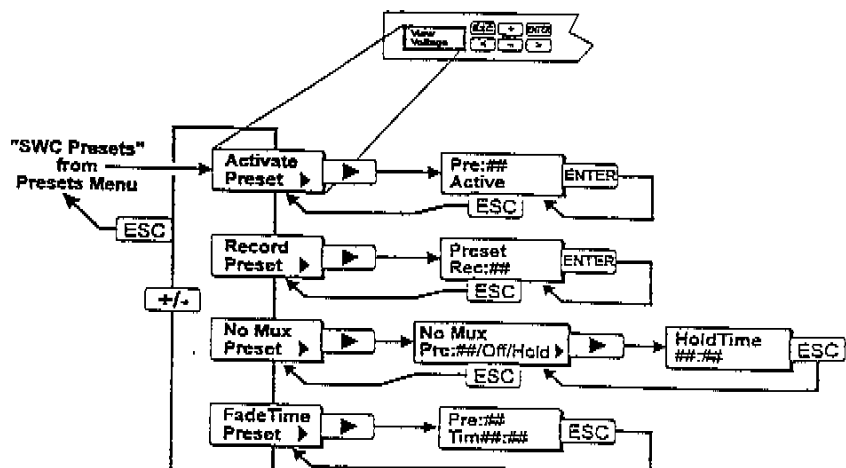 View
Voltage
+ ENTER
< - >
"SWC Presets"
from
Presets Menu
ESC
+/-
Activate
Preset
Pre:##
Active
ENTER
ESC
Record
Preset
Preset
Rec:##
ENTER
ESC
No Mux
Preset
No Mux
Pre:##/Off/Hold
ESC
HoldTime
##:##
ESC
FadeTime
Preset
Pre:##
Tim##:##
ESC